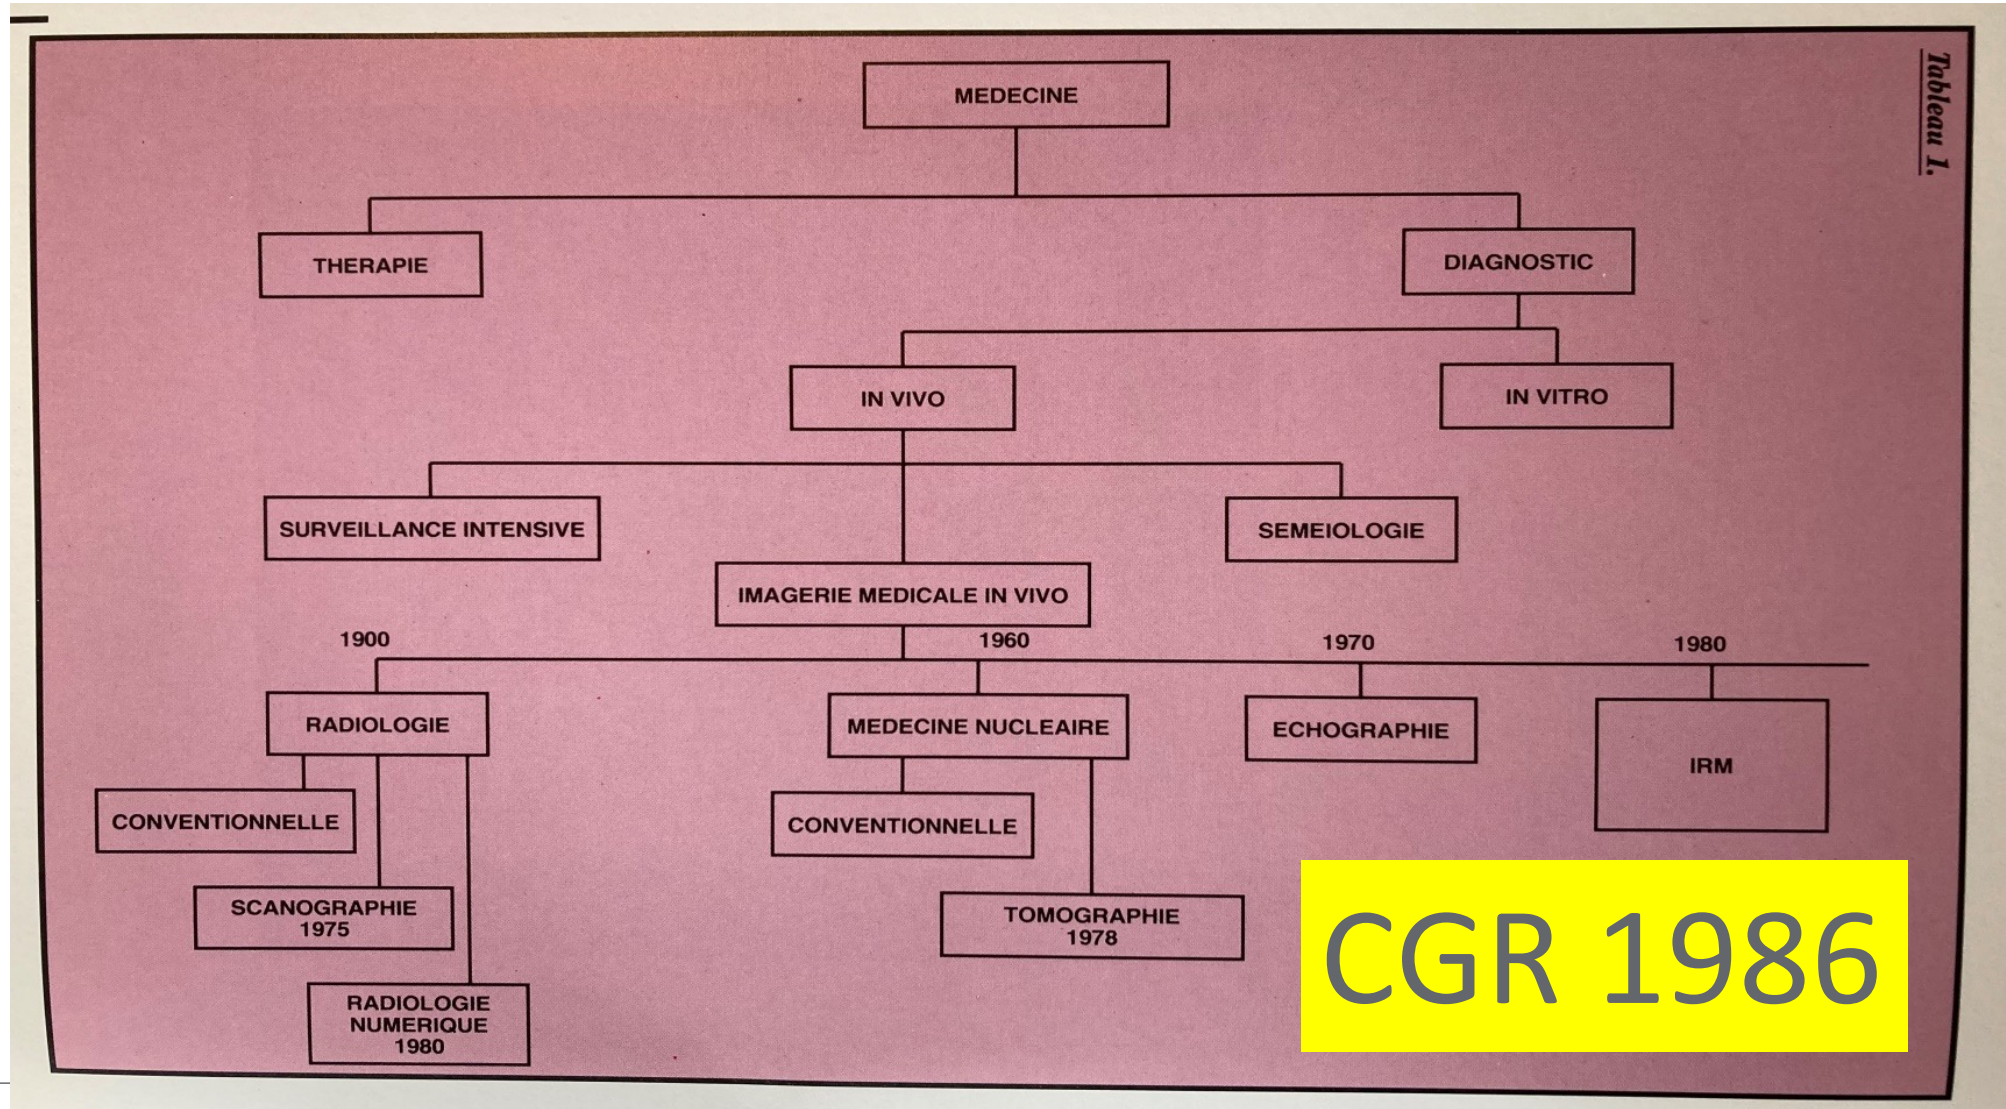 Tableau 1.
MEDECINE
THERAPIE
DIAGNOSTIC
IN VIVO
IN VITRO
SURVEILLANCE INTENSIVE
SEMEIOLOGIE
IMAGERIE MEDICALE IN VIVO
1900
1960
1970
1980
RADIOLOGIE
MEDECINE NUCLEAIRE
ECHOGRAPHIE
IRM
CONVENTIONNELLE
CONVENTIONNELLE
SCANOGRAPHIE
1975
TOMOGRAPHIE
1978
RADIOLOGIE
NUMERIQUE
1980
CGR 1986